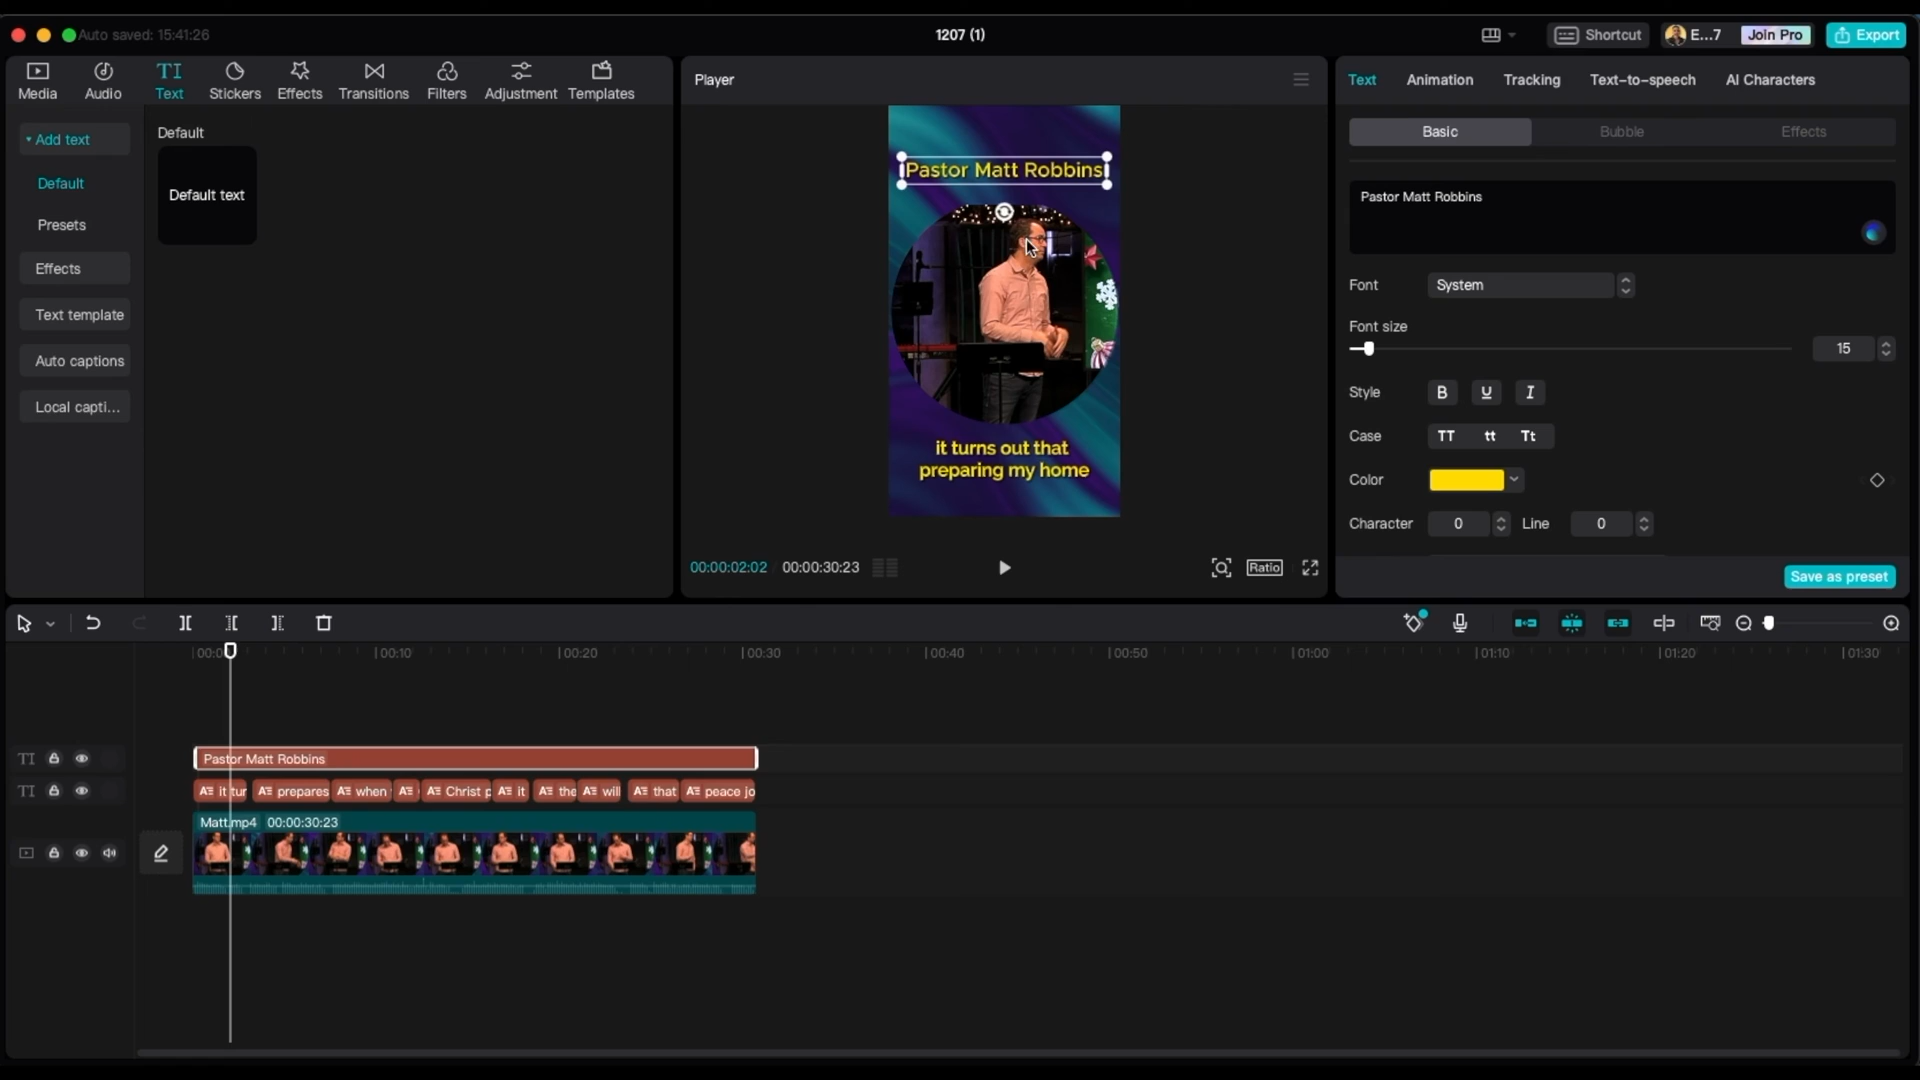 Auto saved: 15:41:26
1207 (1)
Shortcut
E...7
Join Pro
Export
Media
Audio
TI
Text
Stickers
Effects
Transitions
Filters
Adjustment
Templates
Add text
Default
Presets
Effects
Text template
Auto captions
Local capti...
Default
Default text
Player
Pastor Matt Robbins
it turns out that
preparing my home
00:00:02:02
00:00:30:23
Ratio
Text
Animation
Tracking
Text-to-speech
AI Characters
Basic
Bubble
Effects
Pastor Matt Robbins
Font
System
Font size
15
Style
B
U
I
Case
TT
tt
Tt
Color
Character
0
Line
0
Save as preset
00:10
00:20
00:30
00:40
00:50
01:00
01:10
01:20
01:30
TI
Pastor Matt Robbins
TI
it tur
prepares
when
Christ p
it
the
will
that
peace jo
Matt.mp4 00:00:30:23